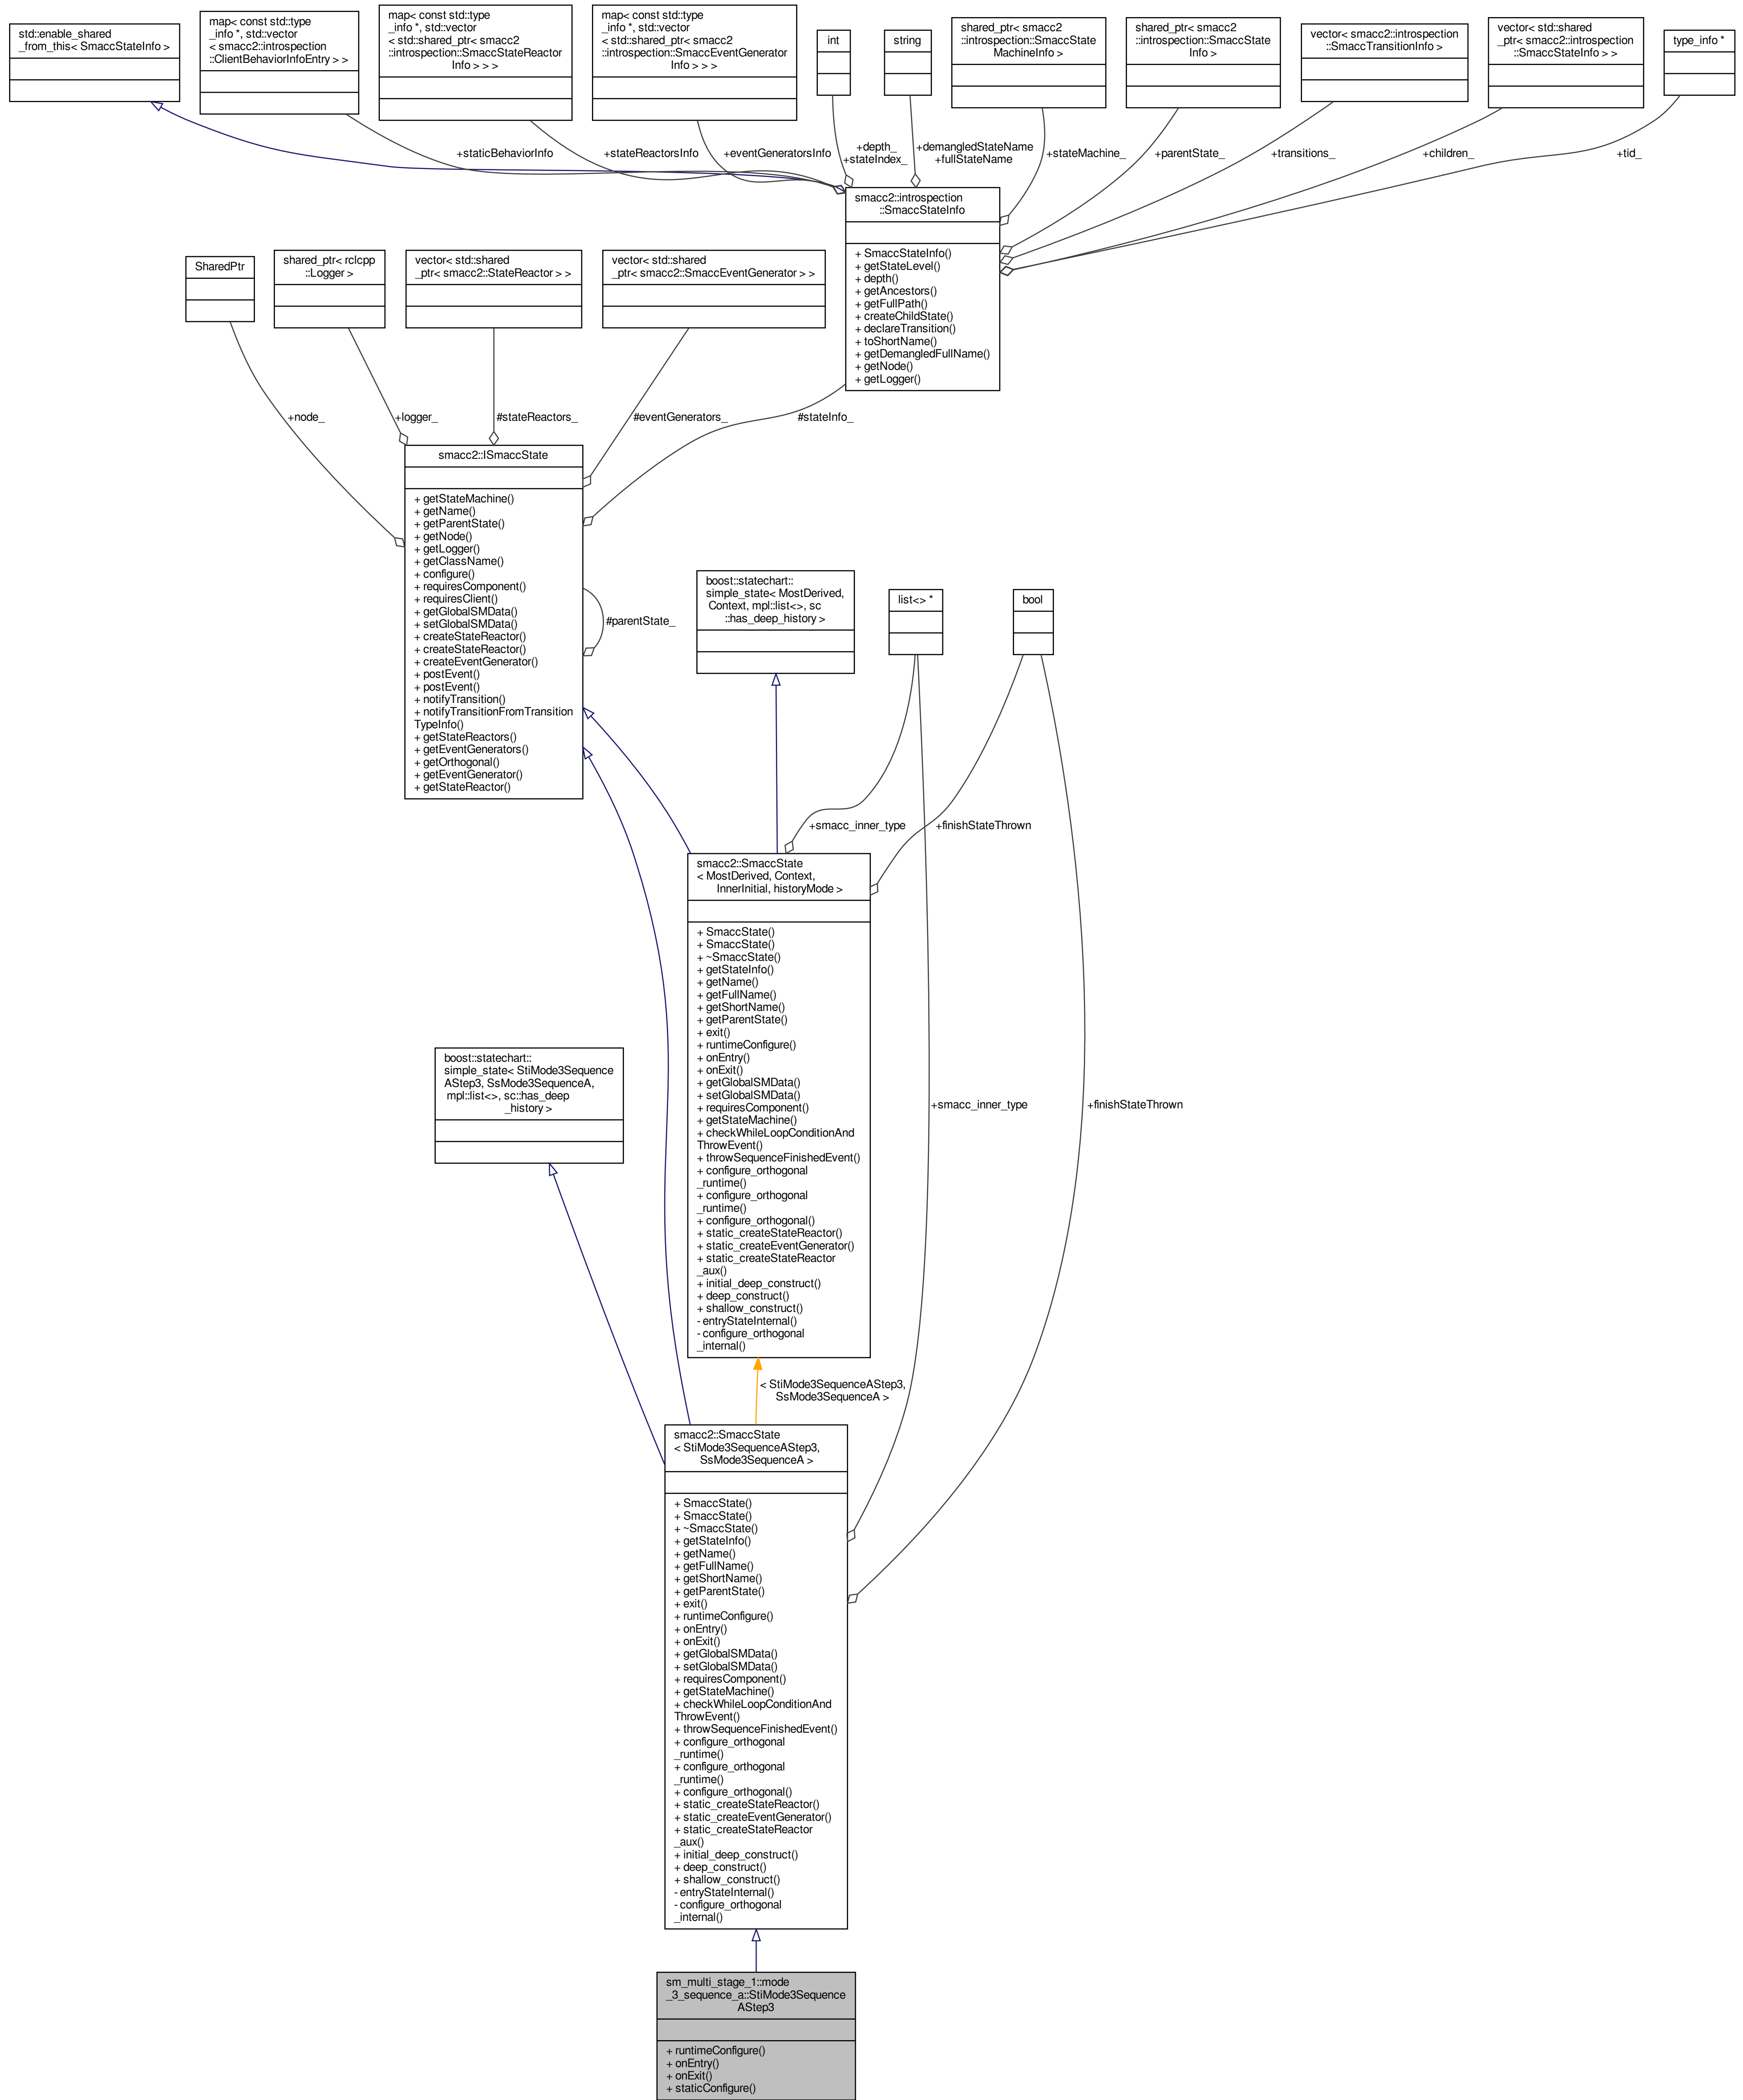 std::enable_shared
_from_this< SmaccStateInfo >
map< const std::type
_info *, std::vector
< smacc2::introspection
::ClientBehaviorInfoEntry > >
map< const std::type
_info *, std::vector
< std::shared_ptr< smacc2
::introspection::SmaccStateReactor
Info > > >
map< const std::type
_info *, std::vector
< std::shared_ptr< smacc2
::introspection::SmaccEventGenerator
Info > > >
int
string
shared_ptr< smacc2
::introspection::SmaccState
MachineInfo >
shared_ptr< smacc2
::introspection::SmaccState
Info >
vector< smacc2::introspection
::SmaccTransitionInfo >
vector< std::shared
_ptr< smacc2::introspection
::SmaccStateInfo > >
type_info *
+staticBehaviorInfo
+stateReactorsInfo
+eventGeneratorsInfo
+depth_
+stateIndex_
+demangledStateName
+fullStateName
+stateMachine_
+parentState_
+transitions_
+children_
+tid_
smacc2::introspection
::SmaccStateInfo
+ SmaccStateInfo()
+ getStateLevel()
+ depth()
+ getAncestors()
+ getFullPath()
+ createChildState()
+ declareTransition()
+ toShortName()
+ getDemangledFullName()
+ getNode()
+ getLogger()
SharedPtr
shared_ptr< rclcpp
::Logger >
vector< std::shared
_ptr< smacc2::StateReactor > >
vector< std::shared
_ptr< smacc2::SmaccEventGenerator > >
+node_
+logger_
#stateReactors_
#eventGenerators_
#stateInfo_
smacc2::ISmaccState
+ getStateMachine()
+ getName()
+ getParentState()
+ getNode()
+ getLogger()
+ getClassName()
+ configure()
+ requiresComponent()
+ requiresClient()
+ getGlobalSMData()
+ setGlobalSMData()
+ createStateReactor()
+ createStateReactor()
+ createEventGenerator()
+ postEvent()
+ postEvent()
+ notifyTransition()
+ notifyTransitionFromTransition
TypeInfo()
+ getStateReactors()
+ getEventGenerators()
+ getOrthogonal()
+ getEventGenerator()
+ getStateReactor()
#parentState_
boost::statechart::
simple_state< MostDerived,
Context, mpl::list<>, sc
::has_deep_history >
list<> *
bool
+smacc_inner_type
+finishStateThrown
smacc2::SmaccState
< MostDerived, Context,
InnerInitial, historyMode >
+ SmaccState()
+ SmaccState()
+ ~SmaccState()
+ getStateInfo()
+ getName()
+ getFullName()
+ getShortName()
+ getParentState()
+ exit()
+ runtimeConfigure()
+ onEntry()
+ onExit()
+ getGlobalSMData()
+ setGlobalSMData()
+ requiresComponent()
+ getStateMachine()
+ checkWhileLoopConditionAnd
ThrowEvent()
+ throwSequenceFinishedEvent()
+ configure_orthogonal
_runtime()
+ configure_orthogonal
_runtime()
+ configure_orthogonal()
+ static_createStateReactor()
+ static_createEventGenerator()
+ static_createStateReactor
_aux()
+ initial_deep_construct()
+ deep_construct()
+ shallow_construct()
- entryStateInternal()
- configure_orthogonal
_internal()
boost::statechart::
simple_state< StiMode3Sequence
AStep3, SsMode3SequenceA,
mpl::list<>, sc::has_deep
_history >
+smacc_inner_type
+finishStateThrown
< StiMode3SequenceAStep3,
SsMode3SequenceA >
smacc2::SmaccState
< StiMode3SequenceAStep3,
SsMode3SequenceA >
+ SmaccState()
+ SmaccState()
+ ~SmaccState()
+ getStateInfo()
+ getName()
+ getFullName()
+ getShortName()
+ getParentState()
+ exit()
+ runtimeConfigure()
+ onEntry()
+ onExit()
+ getGlobalSMData()
+ setGlobalSMData()
+ requiresComponent()
+ getStateMachine()
+ checkWhileLoopConditionAnd
ThrowEvent()
+ throwSequenceFinishedEvent()
+ configure_orthogonal
_runtime()
+ configure_orthogonal
_runtime()
+ configure_orthogonal()
+ static_createStateReactor()
+ static_createEventGenerator()
+ static_createStateReactor
_aux()
+ initial_deep_construct()
+ deep_construct()
+ shallow_construct()
- entryStateInternal()
- configure_orthogonal
_internal()
sm_multi_stage_1::mode
_3_sequence_a::StiMode3Sequence
AStep3
+ runtimeConfigure()
+ onEntry()
+ onExit()
+ staticConfigure()